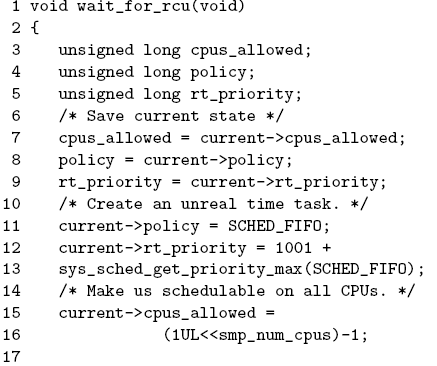 1 void wait_for_rcu(void)
2 {
3 unsigned long cpus_allowed;
4 unsigned long policy;
5 unsigned long rt_priority;
6 /* Save current state */
7 cpus_allowed = current->cpus_allowed;
8 policy = current->policy;
9 rt_priority = current->rt_priority;
10 /* Create an unreal time task. */
11 current->policy = SCHED_FIFO;
12 current->rt_priority = 1001 +
13 sys_sched_get_priority_max(SCHED_FIFO);
14 /* Make us schedulable on all CPUs. */
15 current->cpus_allowed =
16 (1UL<<smp_num_cpus)-1;
17